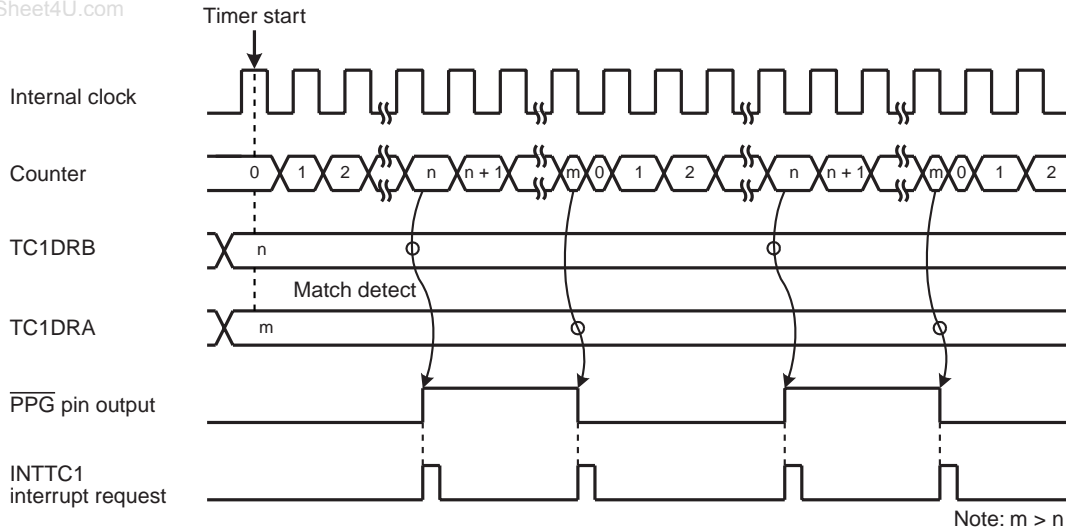 Sheet4U.com
Timer start
Internal clock
Counter 0 1 2 n n + 1 m 0 1 2 n n + 1 m 0 1 2
TC1DRB n
Match detect
TC1DRA m
PPG pin output
INTTC1
interrupt request
Note: m > n